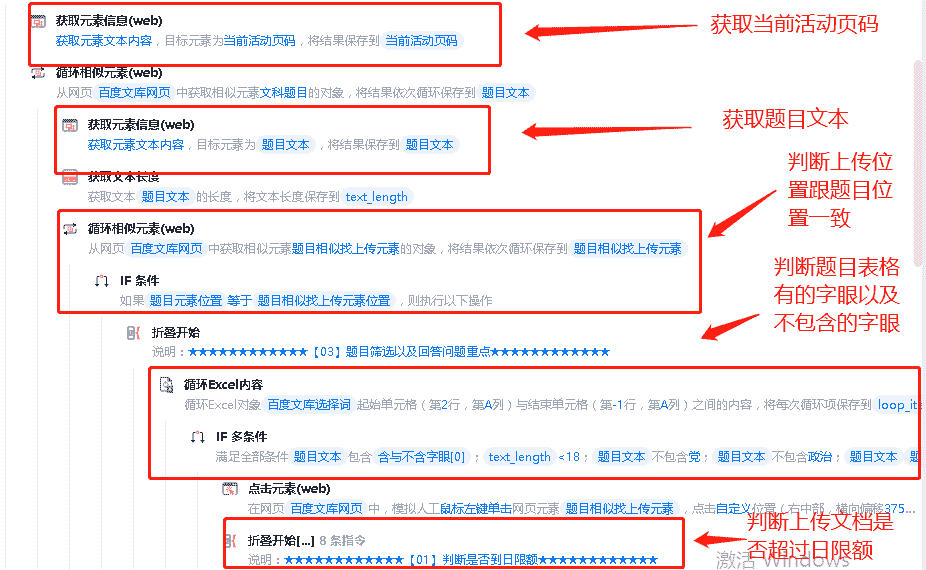 获取元素信息(web)
获取元素文本内容，目标元素为当前活动页码，将结果保存到 当前活动页码
获取当前活动页码
循环相似元素(web)
从网页 百度文库网页 中获取相似元素文科题目的对象，将结果依次循环保存到 题目文本
获取元素信息(web)
获取元素文本内容，目标元素为 题目文本 ，将结果保存到 题目文本
获取题目文本
获取文本长度
获取文本 题目文本 的长度，将文本长度保存到 text_length
判断上传位
置跟题目位
置一致
循环相似元素(web)
从网页 百度文库网页 中获取相似元素题目相似找上传元素的对象，将结果依次循环保存到 题目相似找上传元素
IF 条件
如果 题目元素位置 等于 题目相似找上传元素位置 ，则执行以下操作
判断题目表格
有的字眼以及
不包含的字眼
折叠开始
说明：★★★★★★★★★★★★【03】题目筛选以及回答问题重点★★★★★★★★★★★★
循环Excel内容
循环Excel对象 百度文库选择词 起始单元格（第2行，第A列）与结束单元格（第-1行，第A列）之间的内容，将每次循环项保存到 loop_ite
IF 多条件
满足全部条件 题目文本 包含 含与不含字眼[0] ； text_length <18； 题目文本 不包含党； 题目文本 不包含政治； 题目文本 题
点击元素(web)
在网页 百度文库网页 中，模拟人工鼠标左键单击网页元素 题目相似找上传元素 ，点击自定义位置（右中部，横向偏移375...
折叠开始[...] 8 条指令
说明：★★★★★★★★★★★★【01】判断是否到日限额★★★★★★★★★★★★
判断上传文档是
否超过日限额
激活 Windows